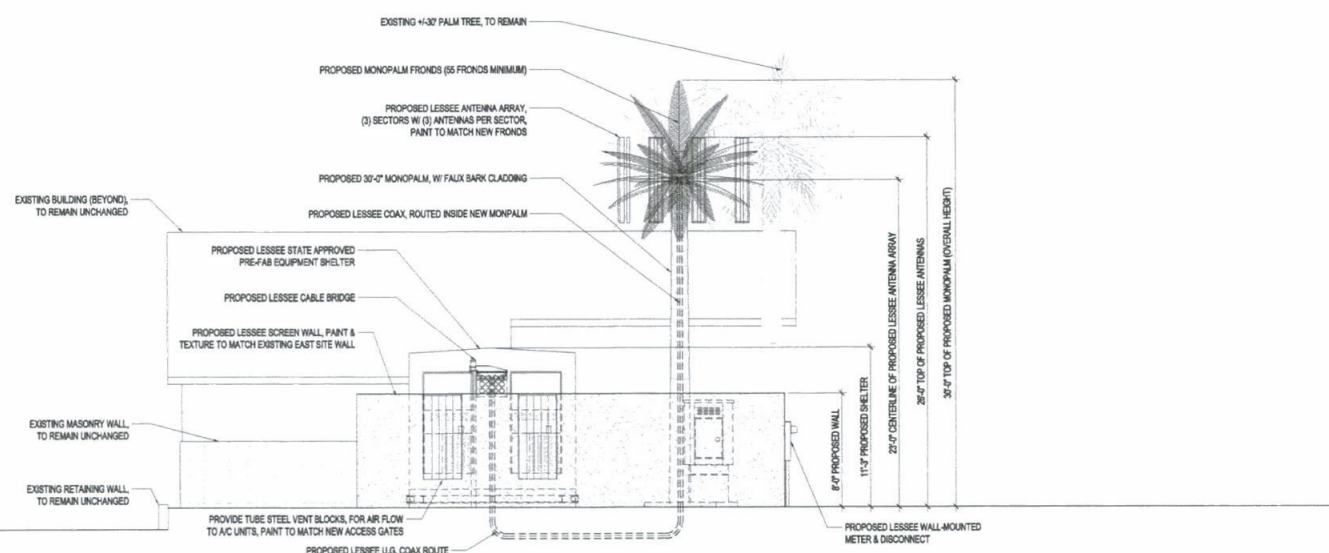 EXISTING +/-30' PALM TREE, TO REMAIN
PROPOSED MONOPALM FRONDS (55 FRONDS MINIMUM)
PROPOSED LESSEE ANTENNA ARRAY,
(3) SECTORS W/ (3) ANTENNAS PER SECTOR,
PAINT TO MATCH NEW FRONDS
PROPOSED 30'-0" MONOPALM, W/ FAUX BARK CLADDING
EXISTING BUILDING (BEYOND),
TO REMAIN UNCHANGED
PROPOSED LESSEE COAX, ROUTED INSIDE NEW MONPALM
PROPOSED LESSEE STATE APPROVED
PRE-FAB EQUIPMENT SHELTER
PROPOSED LESSEE CABLE BRIDGE
PROPOSED LESSEE SCREEN WALL, PAINT &
TEXTURE TO MATCH EXISTING EAST SITE WALL
EXISTING MASONRY WALL,
TO REMAIN UNCHANGED
EXISTING RETAINING WALL,
TO REMAIN UNCHANGED
PROVIDE TUBE STEEL VENT BLOCKS, FOR AIR FLOW
TO A/C UNITS, PAINT TO MATCH NEW ACCESS GATES
PROPOSED LESSEE U.G. COAX ROUTE
8'-0" PROPOSED WALL
11'-3" PROPOSED SHELTER
23'-0" CENTERLINE OF PROPOSED LESSEE ANTENNA ARRAY
26'-0" TOP OF PROPOSED LESSEE ANTENNAS
30'-0" TOP OF PROPOSED MONOPALM (OVERALL HEIGHT)
PROPOSED LESSEE WALL-MOUNTED
METER & DISCONNECT